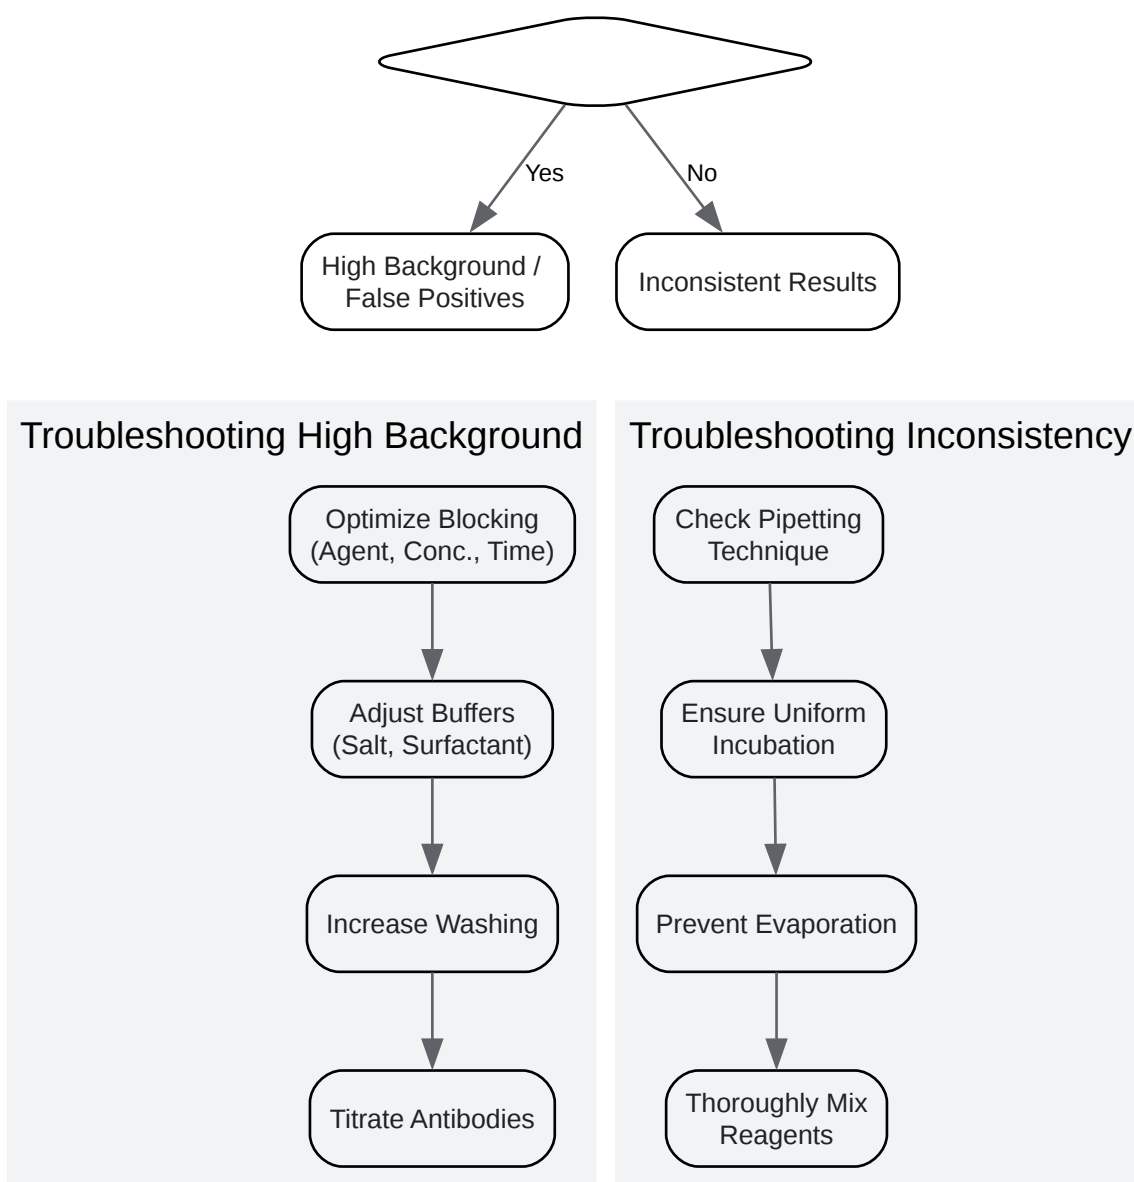 Yes
No
High Background /
False Positives
Inconsistent Results
Troubleshooting High Background
Optimize Blocking
(Agent, Conc., Time)
Adjust Buffers
(Salt, Surfactant)
Increase Washing
Titrate Antibodies
Troubleshooting Inconsistency
Check Pipetting
Technique
Ensure Uniform
Incubation
Prevent Evaporation
Thoroughly Mix
Reagents